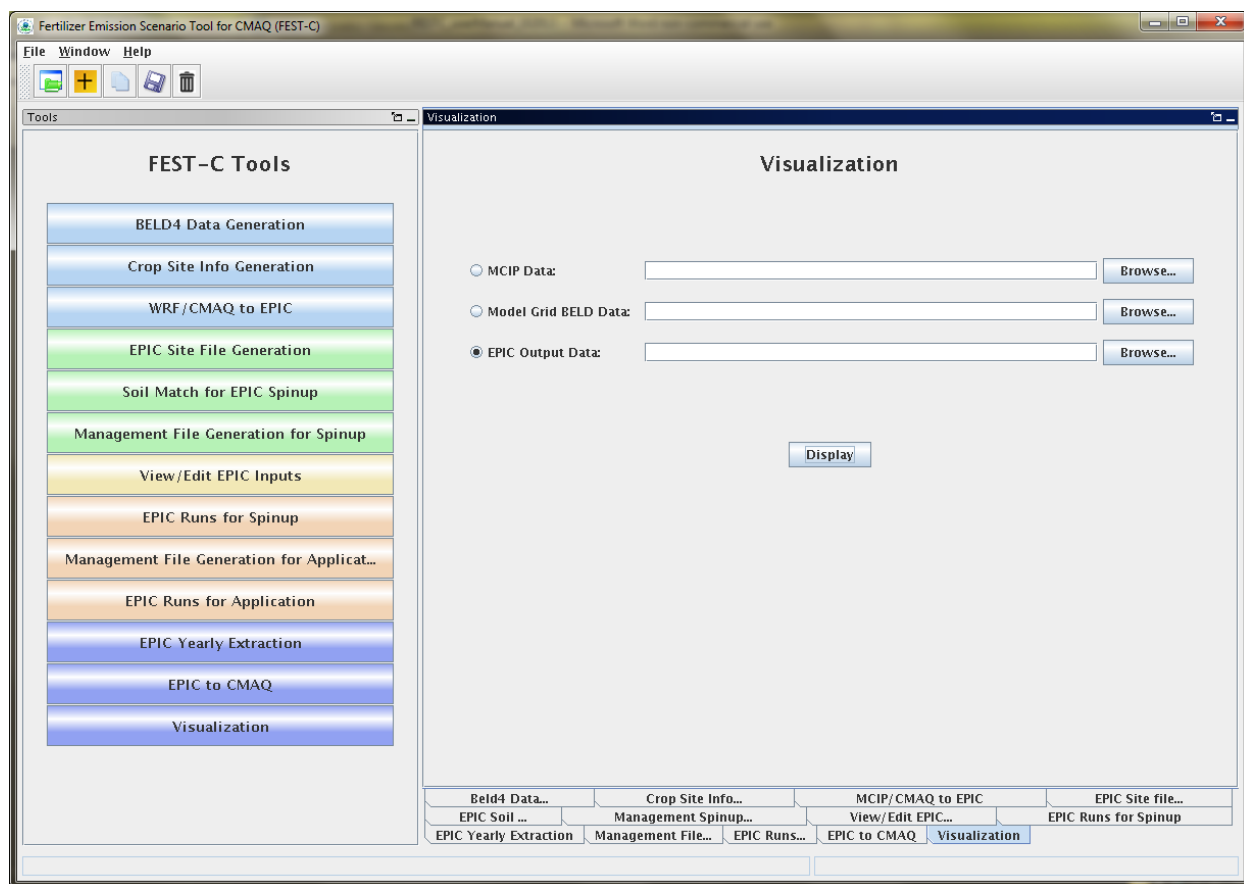 Fertilizer Emission Scenario Tool for CMAQ (FEST-C)
File Window Help
Tools
Visualization
FEST-C Tools
BELD4 Data Generation
Crop Site Info Generation
WRF/CMAQ to EPIC
EPIC Site File Generation
Soil Match for EPIC Spinup
Management File Generation for Spinup
View/Edit EPIC Inputs
EPIC Runs for Spinup
Management File Generation for Applicat...
EPIC Runs for Application
EPIC Yearly Extraction
EPIC to CMAQ
Visualization
Visualization
MCIP Data: Browse...
Model Grid BELD Data: Browse...
EPIC Output Data: Browse...
Display
Beld4 Data... Crop Site Info... MCIP/CMAQ to EPIC EPIC Site file...
EPIC Soil ... Management Spinup... View/Edit EPIC... EPIC Runs for Spinup
EPIC Yearly Extraction Management File... EPIC Runs... EPIC to CMAQ Visualization